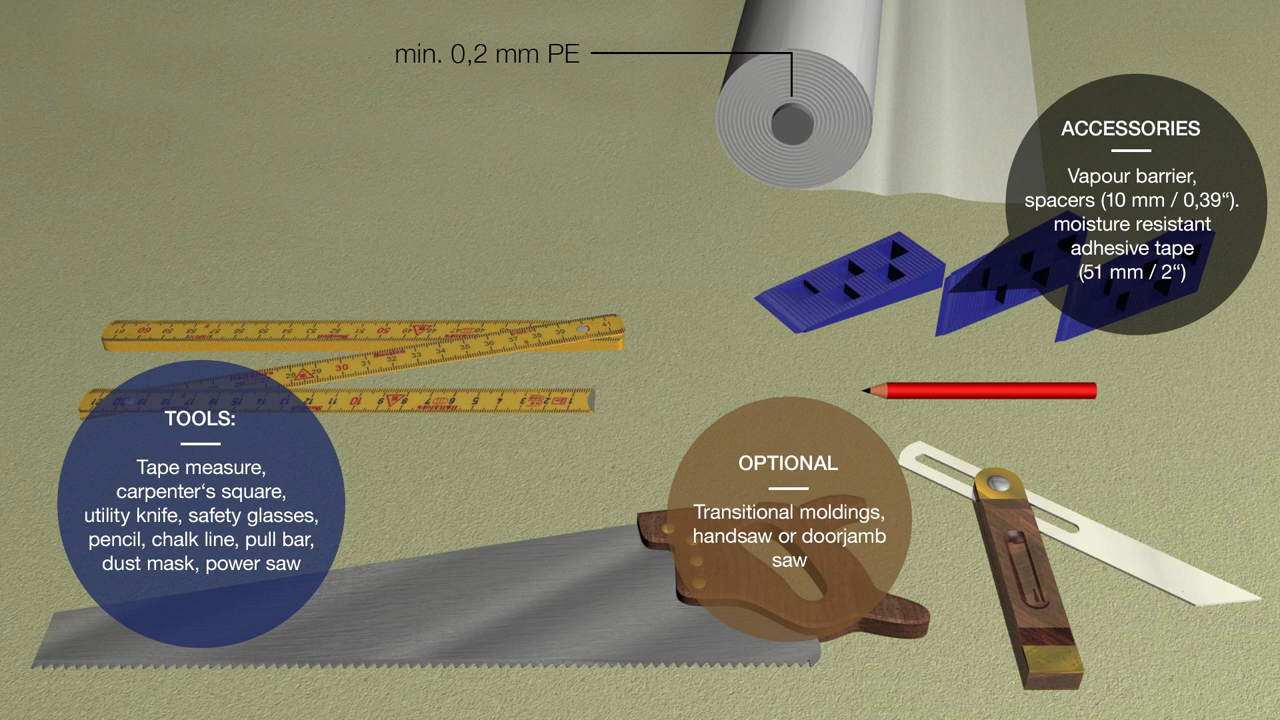 min. 0,2 mm PE
ACCESSORIES
Vapour barrier,
spacers (10 mm / 0,39“).
moisture resistant
adhesive tape
(51 mm / 2“)
TOOLS:
Tape measure,
carpenter‘s square,
utility knife, safety glasses,
pencil, chalk line, pull bar,
dust mask, power saw
OPTIONAL
Transitional moldings,
handsaw or doorjamb
saw